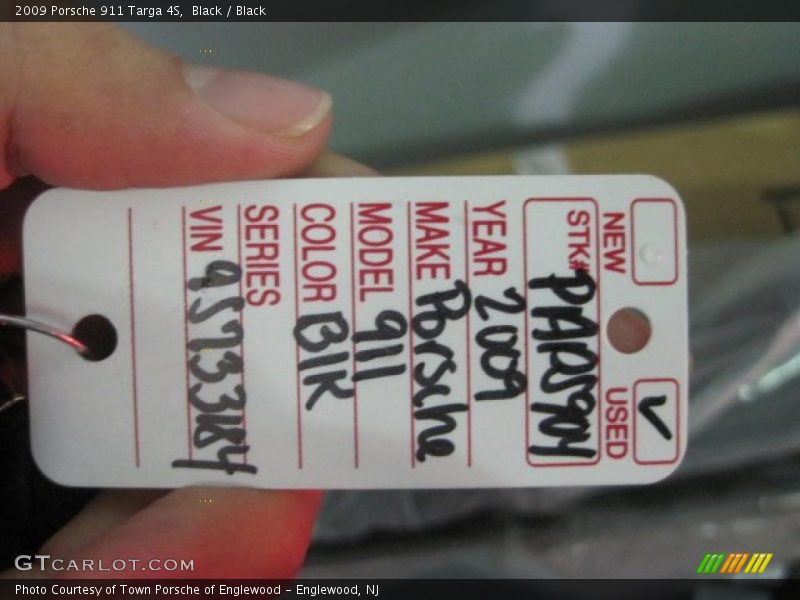 2009 Porsche 911 Targa 4S, Black / Black
NEW USED ✓
STK#
YEAR 2009
MAKE Porsche
MODEL 911
COLOR Blk
SERIES
VIN 9S733184
GTCARLOT.COM
Photo Courtesy of Town Porsche of Englewood - Englewood, NJ